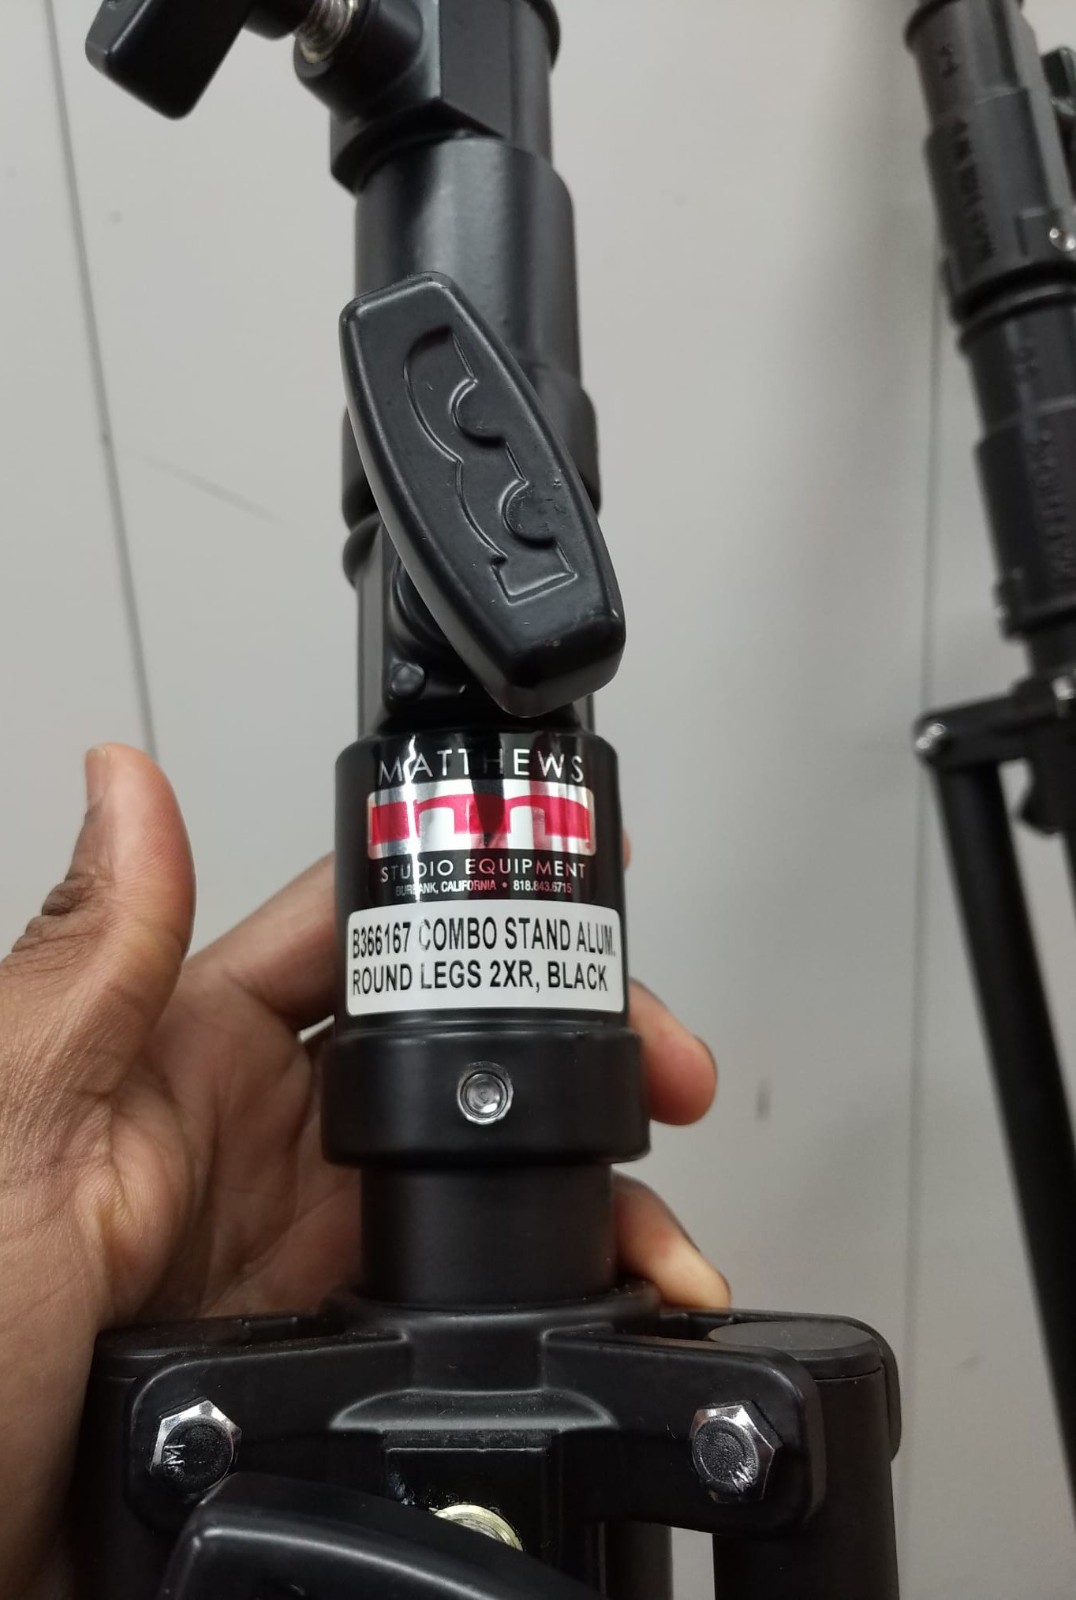 MATTHEWS
STUDIO EQUIPMENT
BURBANK, CALIFORNIA • 818.843.6715
B366167 COMBO STAND ALUM.
ROUND LEGS 2XR, BLACK